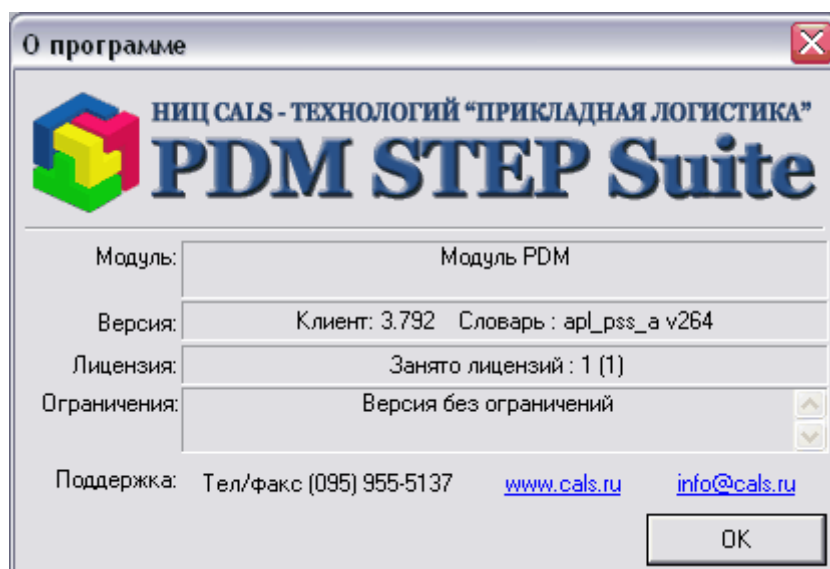 О программе
НИЦ CALS - ТЕХНОЛОГИЙ "ПРИКЛАДНАЯ ЛОГИСТИКА"
PDM STEP Suite
Модуль: Модуль PDM
Версия: Клиент: 3.792 Словарь : apl_pss_a v264
Лицензия: Занято лицензий : 1 (1)
Ограничения: Версия без ограничений
Поддержка: Тел/факс (095) 955-5137 www.cals.ru info@cals.ru
OK